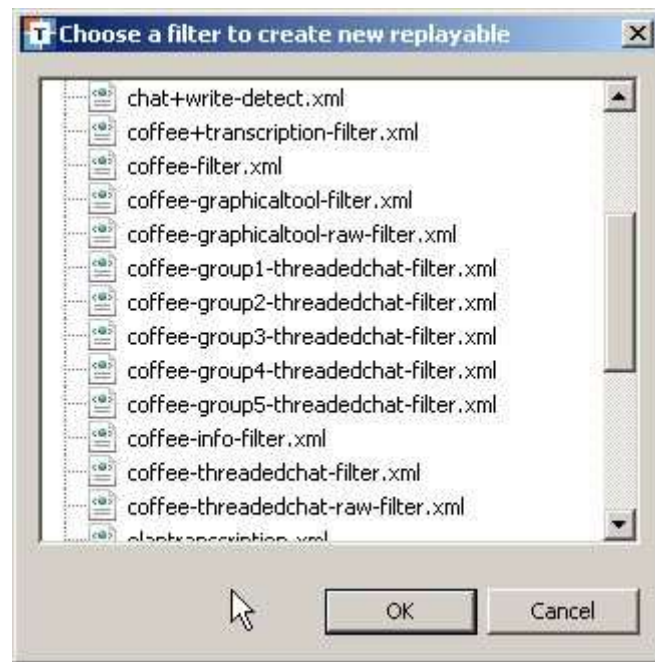 T Choose a filter to create new replayable
chat+write-detect.xml
coffee+transcription-filter.xml
coffee-filter.xml
coffee-graphicaltool-filter.xml
coffee-graphicaltool-raw-filter.xml
coffee-group1-threadedchat-filter.xml
coffee-group2-threadedchat-filter.xml
coffee-group3-threadedchat-filter.xml
coffee-group4-threadedchat-filter.xml
coffee-group5-threadedchat-filter.xml
coffee-info-filter.xml
coffee-threadedchat-filter.xml
coffee-threadedchat-raw-filter.xml
OK Cancel